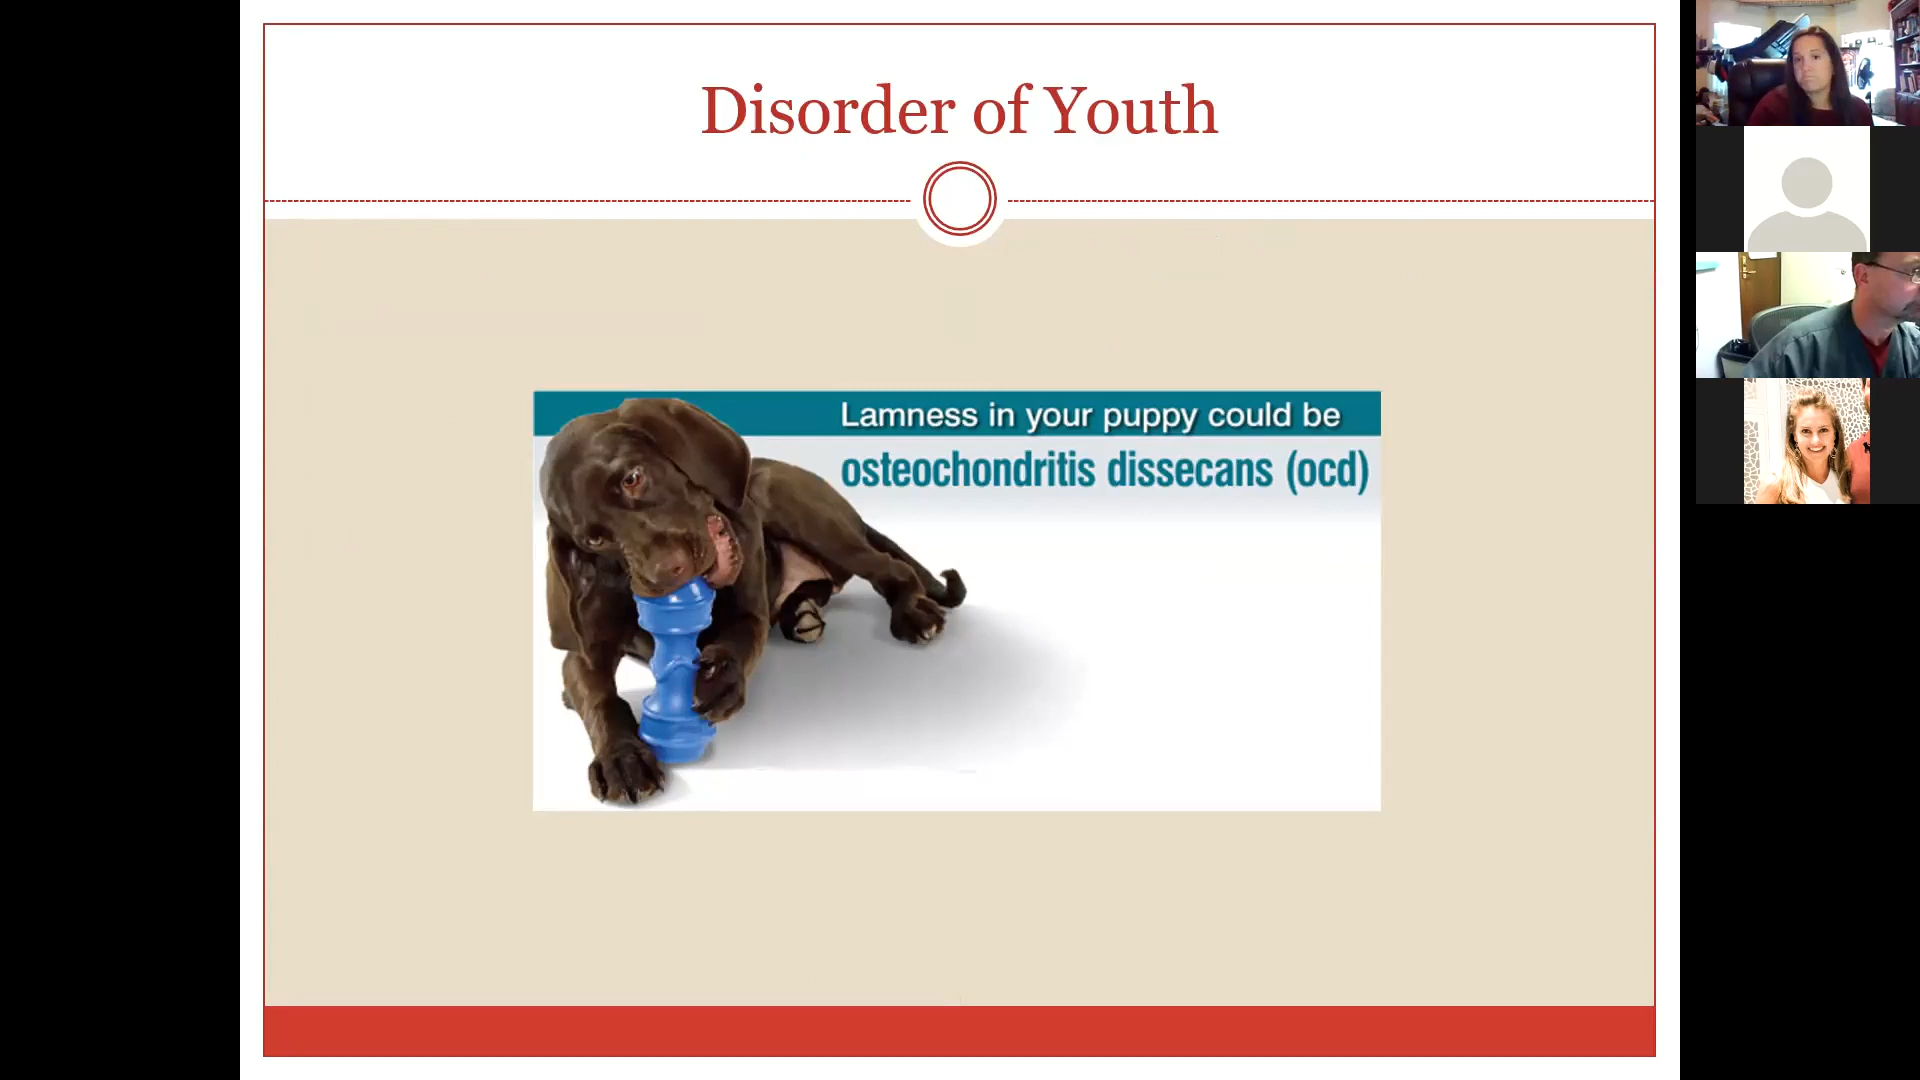 Disorder of Youth
Lamness in your puppy could be
osteochondritis dissecans (ocd)